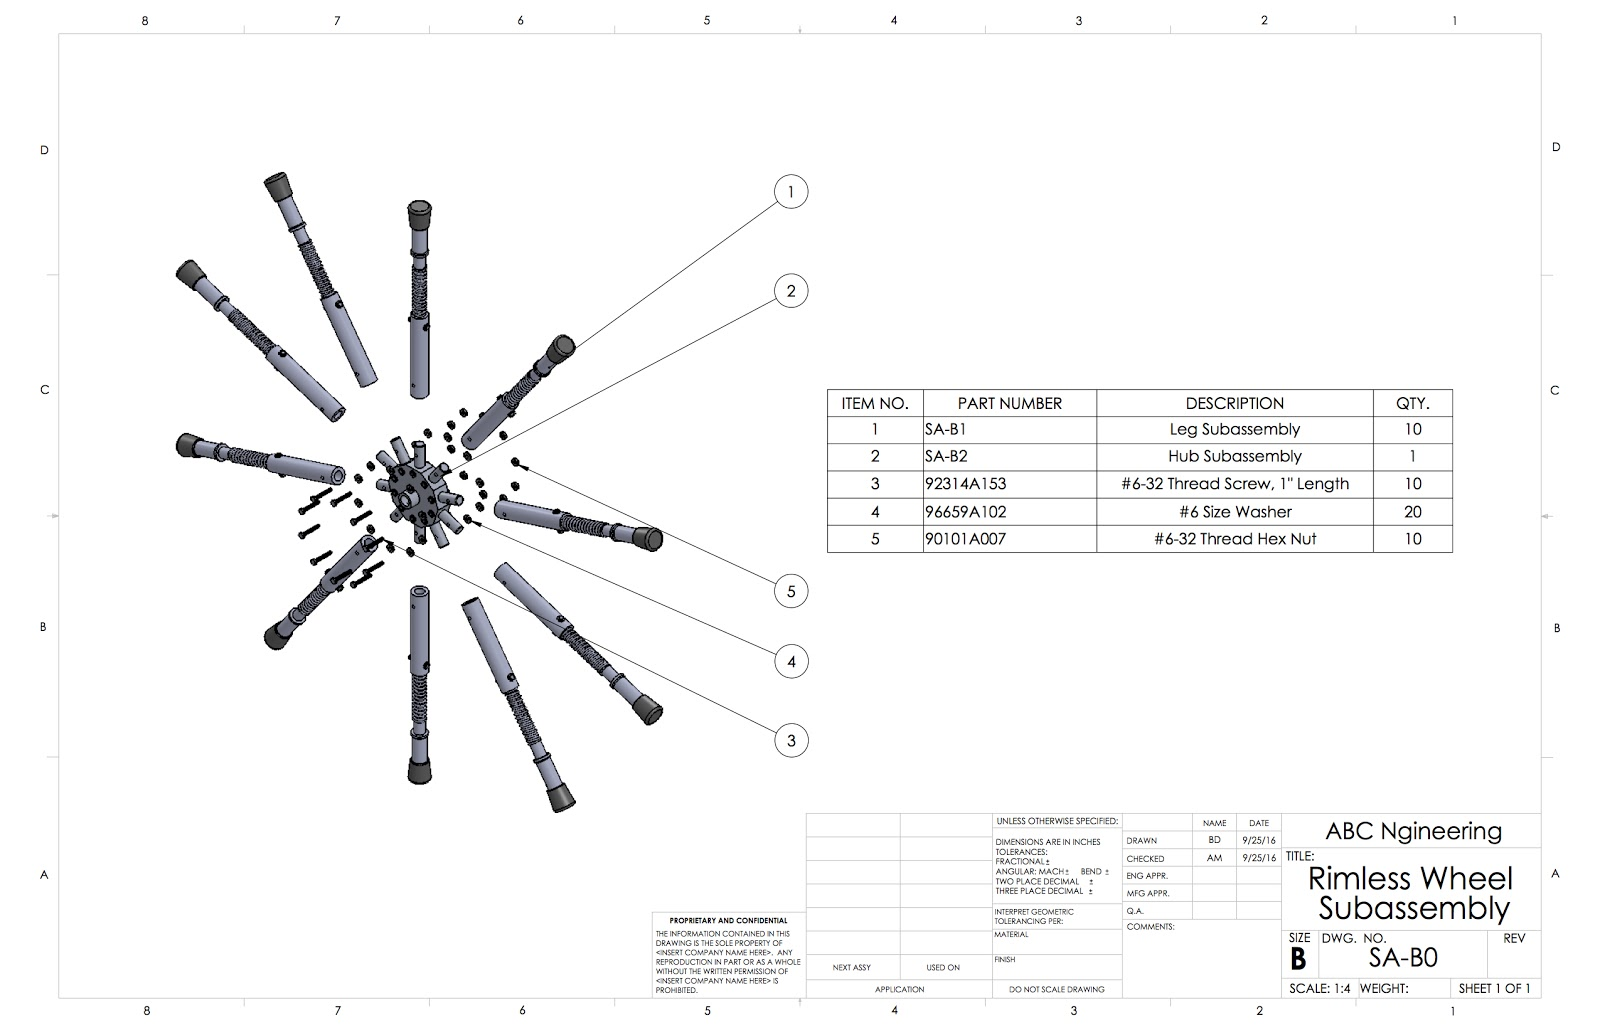 8 7 6 5 4 3 2 1
D D
C C
B B
A A
1
2
5
4
3
ITEM NO. PART NUMBER DESCRIPTION QTY.
1 SA-B1 Leg Subassembly 10
2 SA-B2 Hub Subassembly 1
3 92314A153 #6-32 Thread Screw, 1" Length 10
4 96659A102 #6 Size Washer 20
5 90101A007 #6-32 Thread Hex Nut 10
PROPRIETARY AND CONFIDENTIAL
THE INFORMATION CONTAINED IN THIS
DRAWING IS THE SOLE PROPERTY OF
<INSERT COMPANY NAME HERE>. ANY
REPRODUCTION IN PART OR AS A WHOLE
WITHOUT THE WRITTEN PERMISSION OF
<INSERT COMPANY NAME HERE> IS
PROHIBITED.
NEXT ASSY USED ON
APPLICATION
UNLESS OTHERWISE SPECIFIED:
DIMENSIONS ARE IN INCHES
TOLERANCES:
FRACTIONAL ±
ANGULAR: MACH ± BEND ±
TWO PLACE DECIMAL ±
THREE PLACE DECIMAL ±
INTERPRET GEOMETRIC
TOLERANCING PER:
MATERIAL
FINISH
DO NOT SCALE DRAWING
NAME DATE
DRAWN BD 9/25/16
CHECKED AM 9/25/16
ENG APPR.
MFG APPR.
Q.A.
COMMENTS:
ABC Ngineering
TITLE:
Rimless Wheel
Subassembly
SIZE DWG. NO. REV
B SA-B0
SCALE: 1:4 WEIGHT: SHEET 1 OF 1
8 7 6 5 4 3 2 1